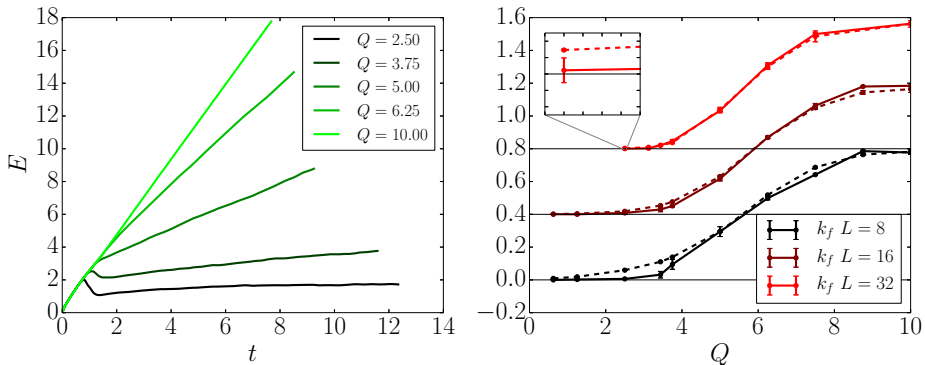 18
16
14
12
10
8
6
4
2
0
E
0 2 4 6 8 10 12 14
t
Q = 2.50
Q = 3.75
Q = 5.00
Q = 6.25
Q = 10.00
1.6
1.4
1.2
1.0
0.8
0.6
0.4
0.2
0.0
−0.2
0 2 4 6 8 10
Q
k_f L = 8
k_f L = 16
k_f L = 32